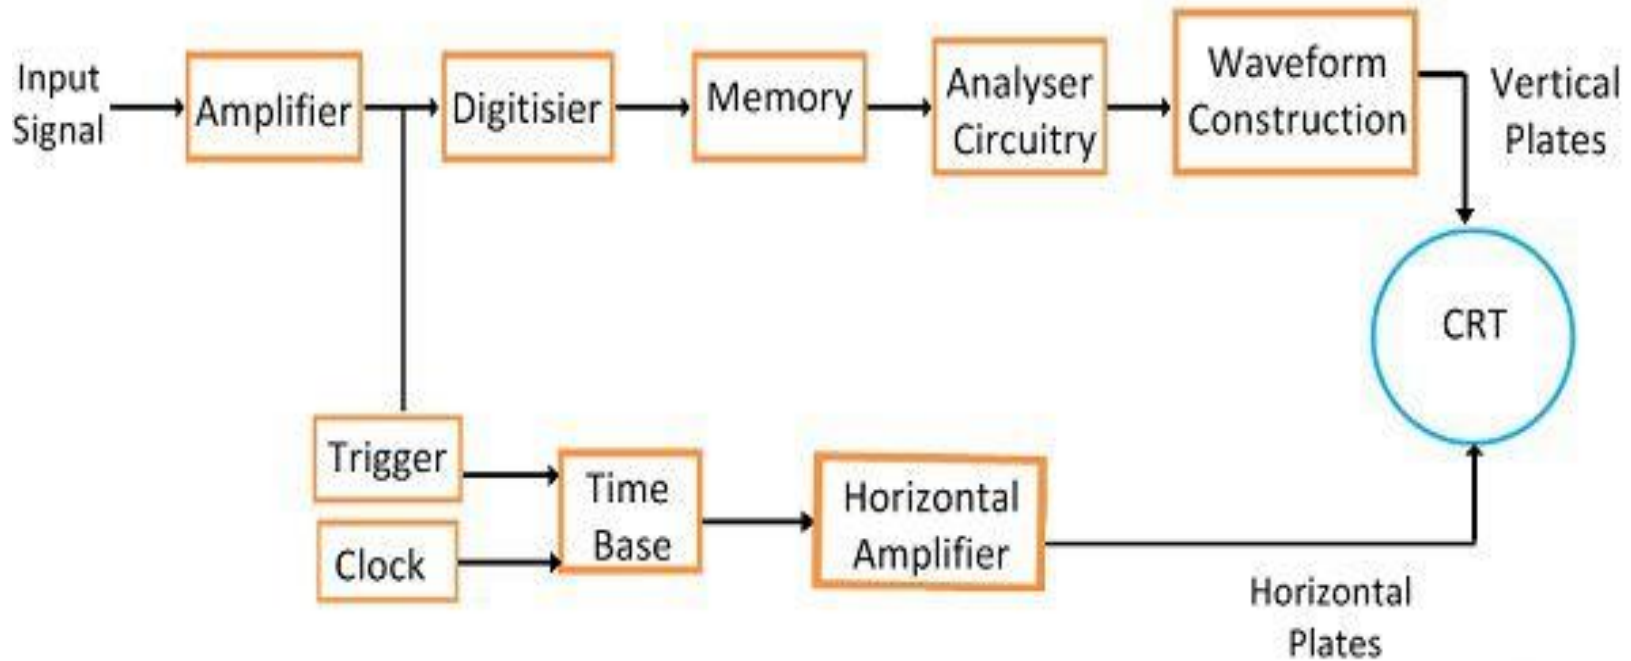 Input
Signal
Amplifier
Digitisier
Memory
Analyser
Circuitry
Waveform
Construction
Vertical
Plates
CRT
Trigger
Clock
Time
Base
Horizontal
Amplifier
Horizontal
Plates